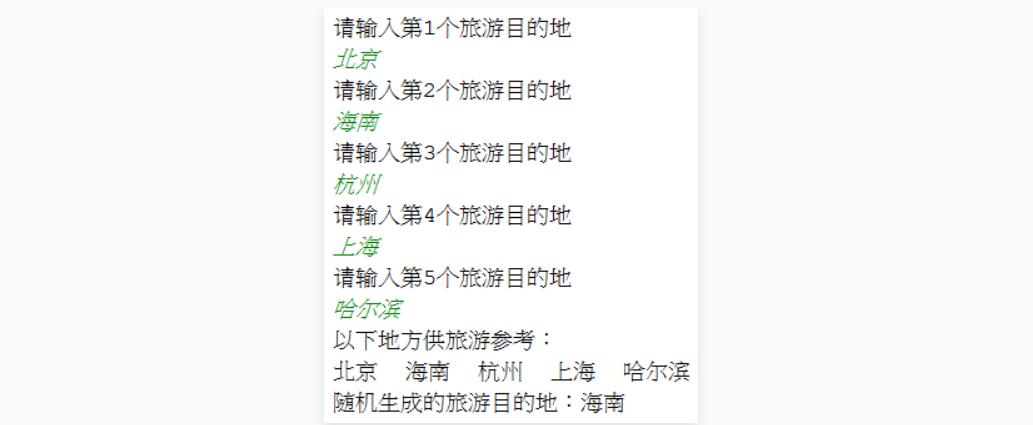 请输入第1个旅游目的地
北京
请输入第2个旅游目的地
海南
请输入第3个旅游目的地
杭州
请输入第4个旅游目的地
上海
请输入第5个旅游目的地
哈尔滨
以下地方供旅游参考：
北京 海南 杭州 上海 哈尔滨
随机生成的旅游目的地：海南